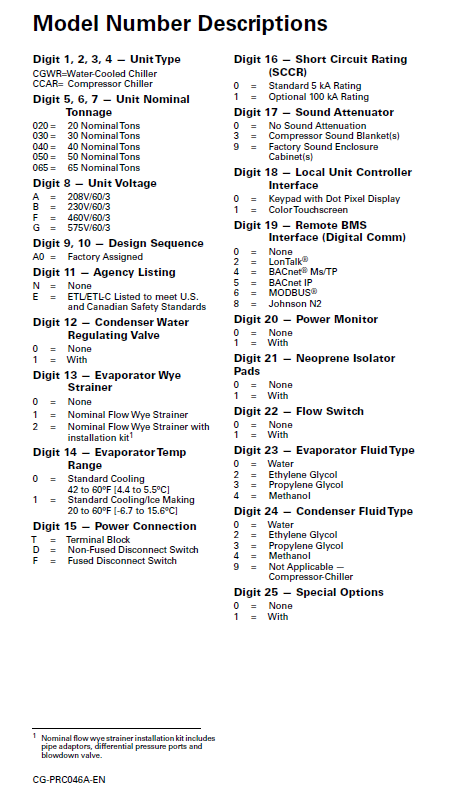 Model Number Descriptions
Digit 1, 2, 3, 4 — Unit Type
CGWR=Water-Cooled Chiller
CCAR= Compressor Chiller
Digit 5, 6, 7 — Unit Nominal
Tonnage
020 = 20 Nominal Tons
030 = 30 Nominal Tons
040 = 40 Nominal Tons
050 = 50 Nominal Tons
065 = 65 Nominal Tons
Digit 8 — Unit Voltage
A = 208V/60/3
B = 230V/60/3
F = 460V/60/3
G = 575V/60/3
Digit 9, 10 — Design Sequence
A0 = Factory Assigned
Digit 11 — Agency Listing
N = None
E = ETL/ETL-C Listed to meet U.S.
and Canadian Safety Standards
Digit 12 — Condenser Water
Regulating Valve
0 = None
1 = With
Digit 13 — Evaporator Wye
Strainer
0 = None
1 = Nominal Flow Wye Strainer
2 = Nominal Flow Wye Strainer with
installation kit¹
Digit 14 — Evaporator Temp
Range
0 = Standard Cooling
42 to 60ºF [4.4 to 5.5ºC]
1 = Standard Cooling/Ice Making
20 to 60ºF [-6.7 to 15.6ºC]
Digit 15 — Power Connection
T = Terminal Block
D = Non-Fused Disconnect Switch
F = Fused Disconnect Switch
Digit 16 — Short Circuit Rating
(SCCR)
0 = Standard 5 kA Rating
1 = Optional 100 kA Rating
Digit 17 — Sound Attenuator
0 = No Sound Attenuation
3 = Compressor Sound Blanket(s)
9 = Factory Sound Enclosure
Cabinet(s)
Digit 18 — Local Unit Controller
Interface
0 = Keypad with Dot Pixel Display
1 = Color Touchscreen
Digit 19 — Remote BMS
Interface (Digital Comm)
0 = None
2 = LonTalk®
4 = BACnet® Ms/TP
5 = BACnet IP
6 = MODBUS®
8 = Johnson N2
Digit 20 — Power Monitor
0 = None
1 = With
Digit 21 — Neoprene Isolator
Pads
0 = None
1 = With
Digit 22 — Flow Switch
0 = None
1 = With
Digit 23 — Evaporator Fluid Type
0 = Water
2 = Ethylene Glycol
3 = Propylene Glycol
4 = Methanol
Digit 24 — Condenser Fluid Type
0 = Water
2 = Ethylene Glycol
3 = Propylene Glycol
4 = Methanol
9 = Not Applicable —
Compressor-Chiller
Digit 25 — Special Options
0 = None
1 = With
¹ Nominal flow wye strainer installation kit includes
pipe adaptors, differential pressure ports and
blowdown valve.
CG-PRC046A-EN